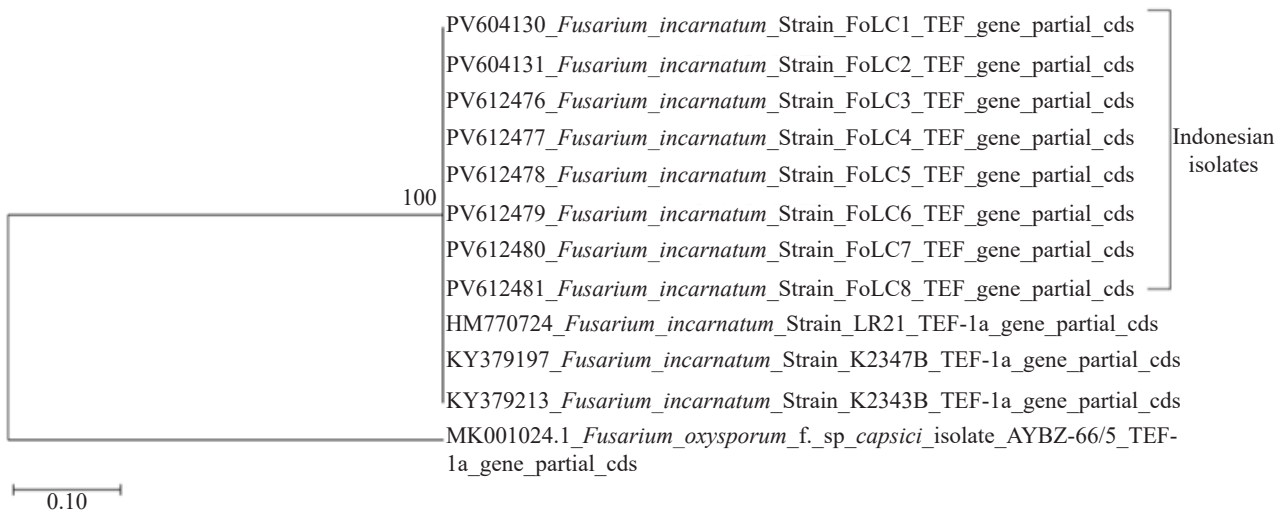 PV604130_Fusarium_incarnatum_Strain_FoLC1_TEF_gene_partial_cds
PV604131_Fusarium_incarnatum_Strain_FoLC2_TEF_gene_partial_cds
PV612476_Fusarium_incarnatum_Strain_FoLC3_TEF_gene_partial_cds
PV612477_Fusarium_incarnatum_Strain_FoLC4_TEF_gene_partial_cds
PV612478_Fusarium_incarnatum_Strain_FoLC5_TEF_gene_partial_cds
PV612479_Fusarium_incarnatum_Strain_FoLC6_TEF_gene_partial_cds
PV612480_Fusarium_incarnatum_Strain_FoLC7_TEF_gene_partial_cds
PV612481_Fusarium_incarnatum_Strain_FoLC8_TEF_gene_partial_cds
Indonesian
isolates
100
HM770724_Fusarium_incarnatum_Strain_LR21_TEF-1a_gene_partial_cds
KY379197_Fusarium_incarnatum_Strain_K2347B_TEF-1a_gene_partial_cds
KY379213_Fusarium_incarnatum_Strain_K2343B_TEF-1a_gene_partial_cds
MK001024.1_Fusarium_oxysporum_f._sp_capsici_isolate_AYBZ-66/5_TEF-
1a_gene_partial_cds
0.10